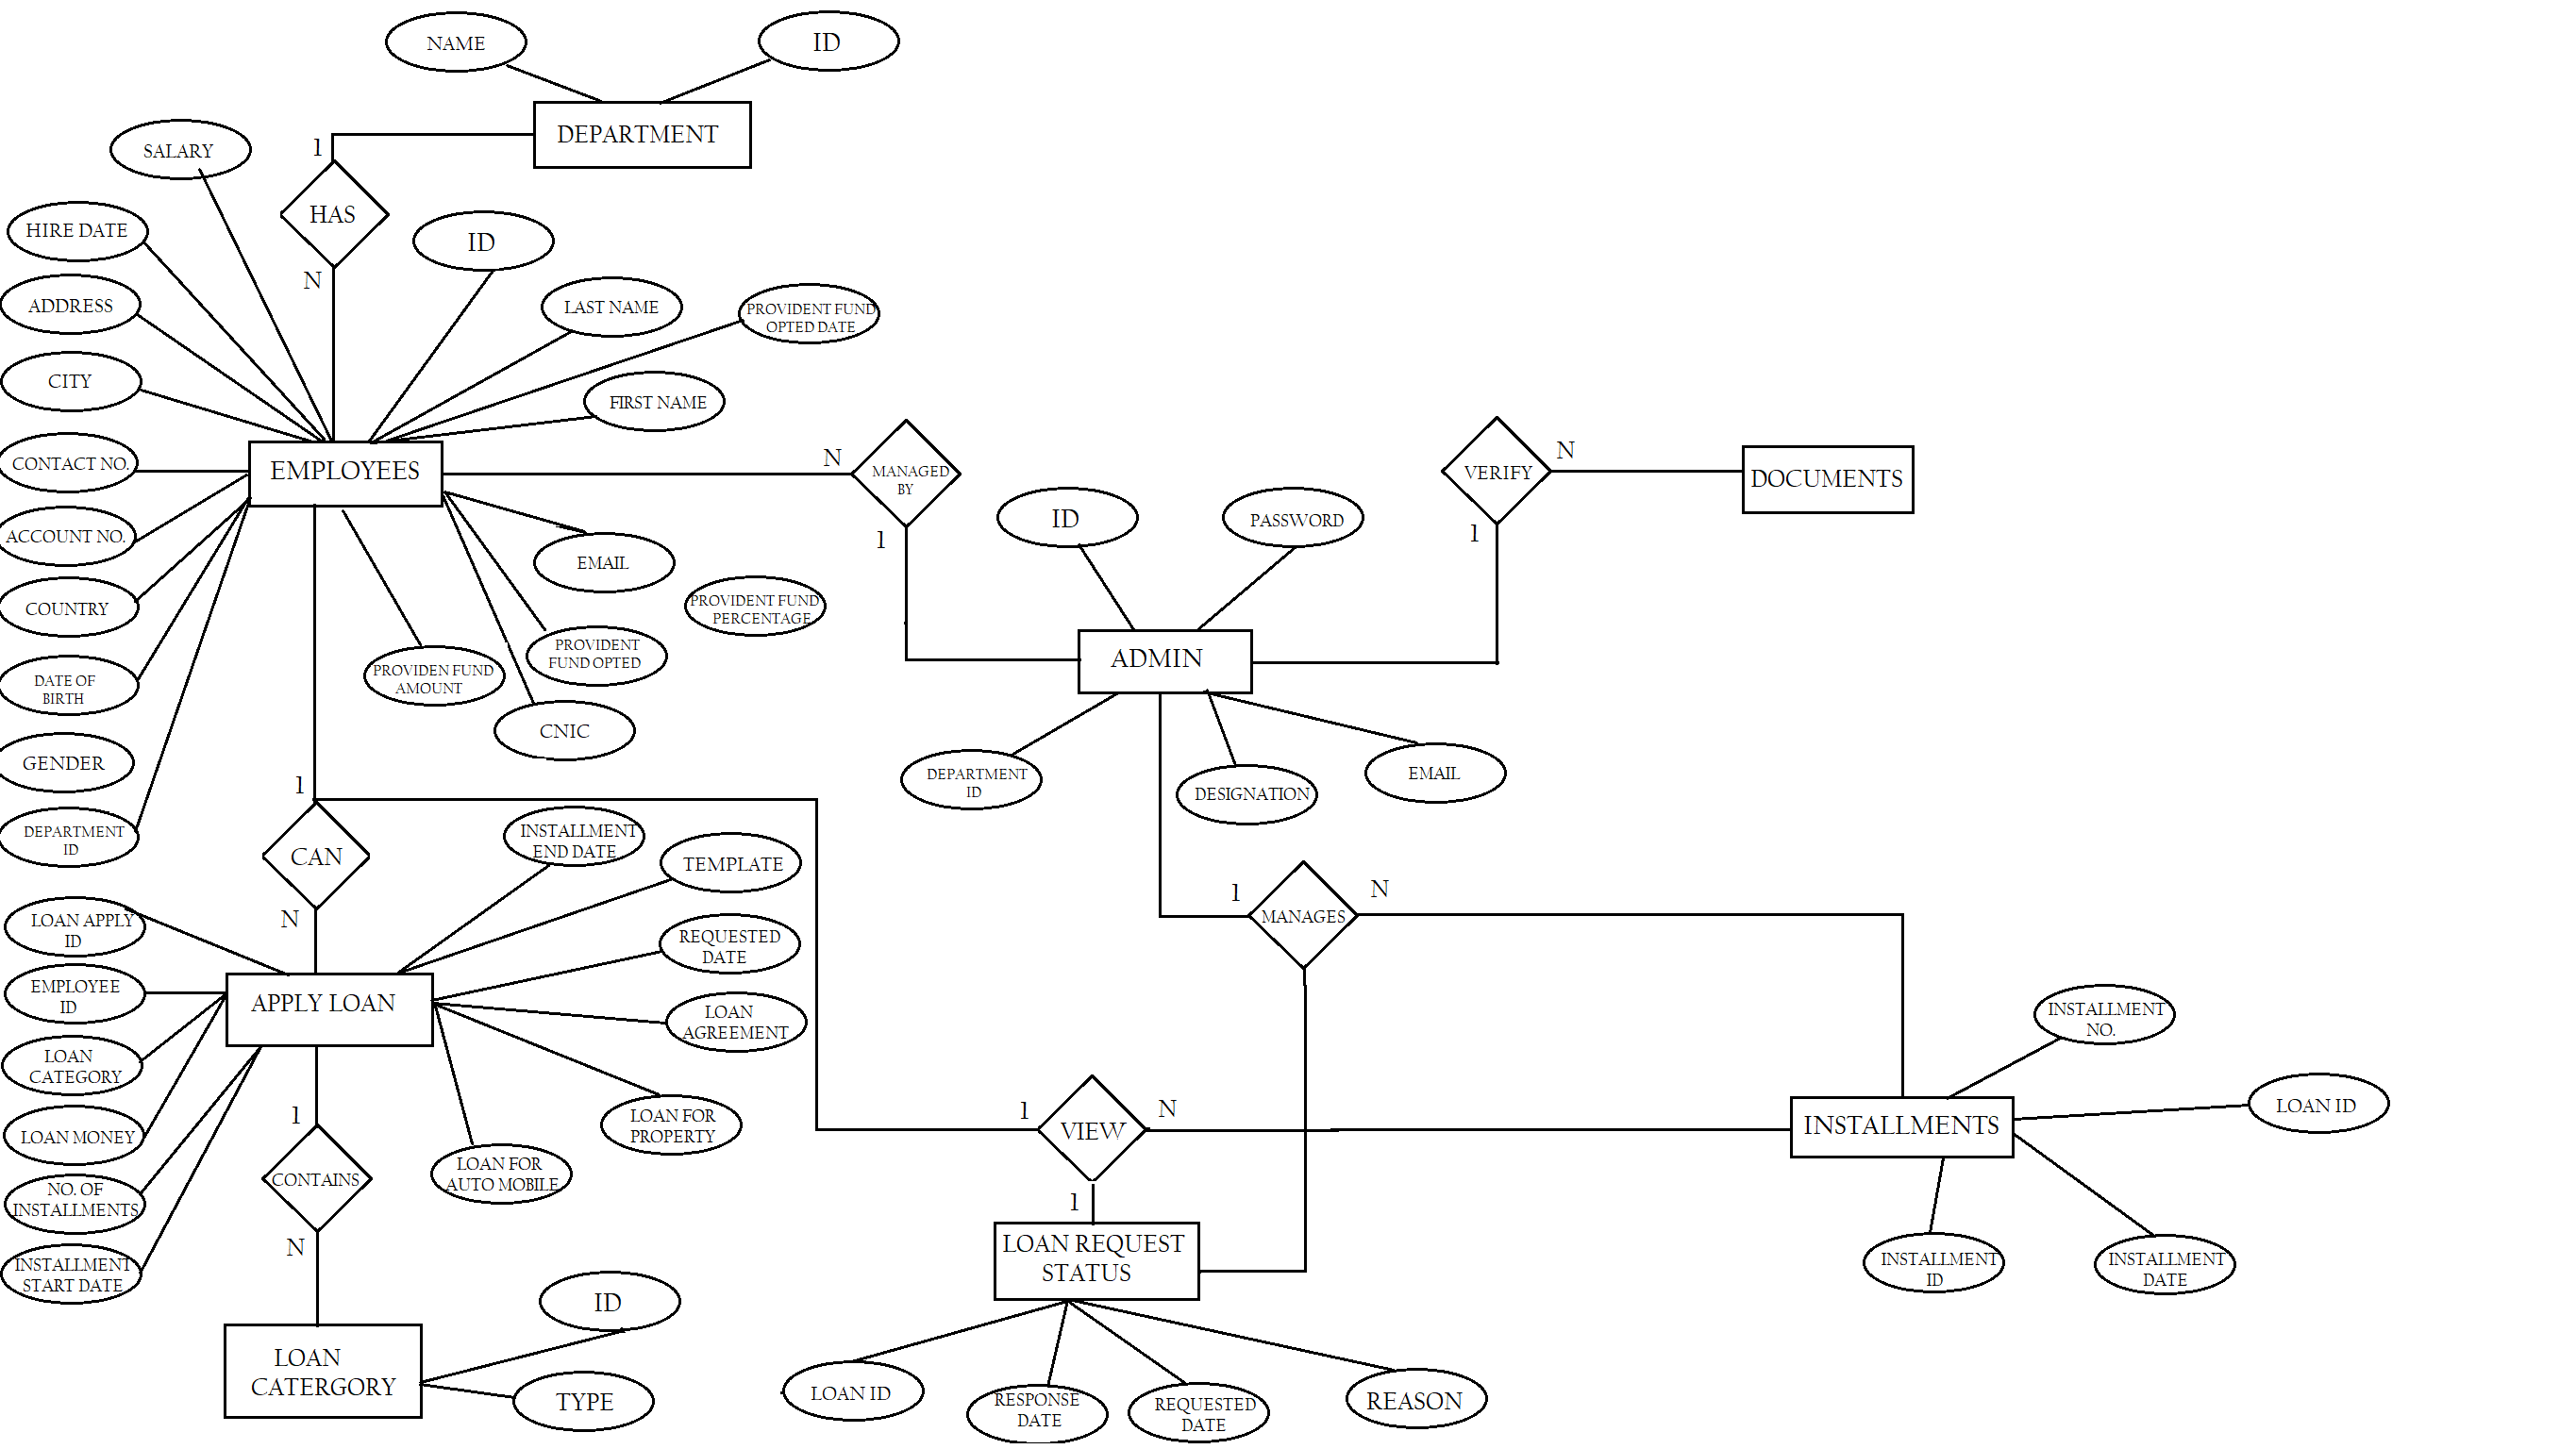 NAME
ID
DEPARTMENT
1
SALARY
HAS
HIRE DATE
ID
N
ADDRESS
LAST NAME
PROVIDENT FUND
OPTED DATE
CITY
FIRST NAME
CONTACT NO.
EMPLOYEES
N
MANAGED
BY
VERIFY
N
DOCUMENTS
ACCOUNT NO.
1
ID
PASSWORD
1
EMAIL
COUNTRY
PROVIDENT FUND
PERCENTAGE
PROVIDENT
FUND OPTED
ADMIN
DATE OF
BIRTH
PROVIDEN FUND
AMOUNT
CNIC
GENDER
DEPARTMENT
ID
DESIGNATION
EMAIL
1
DEPARTMENT
ID
CAN
INSTALLMENT
END DATE
TEMPLATE
N
1
N
MANAGES
LOAN APPLY
ID
REQUESTED
DATE
EMPLOYEE
ID
APPLY LOAN
LOAN
AGREEMENT
INSTALLMENT
NO.
LOAN
CATEGORY
1
LOAN FOR
PROPERTY
1
N
VIEW
INSTALLMENTS
LOAN ID
LOAN MONEY
CONTAINS
LOAN FOR
AUTO MOBILE
NO. OF
INSTALLMENTS
1
N
LOAN REQUEST
STATUS
INSTALLMENT
ID
INSTALLMENT
DATE
INSTALLMENT
START DATE
ID
LOAN
CATERGORY
TYPE
LOAN ID
RESPONSE
DATE
REQUESTED
DATE
REASON